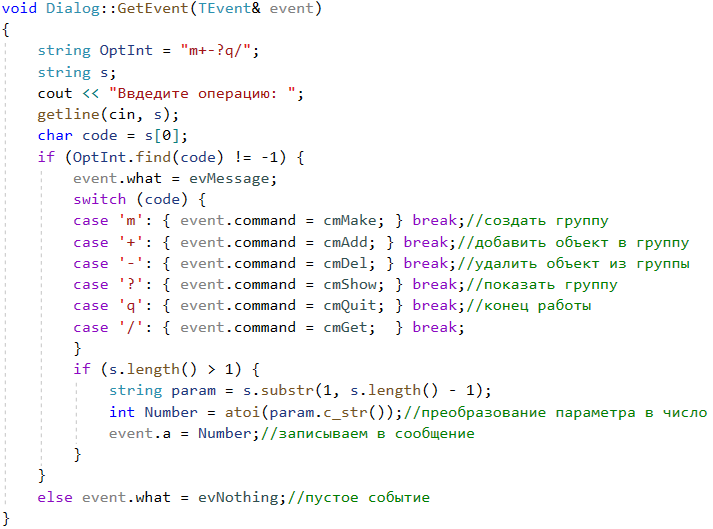 void Dialog::GetEvent(TEvent& event)
{
    string OptInt = "m+-?q/";
    string s;
    cout << "Ввдедите операцию: ";
    getline(cin, s);
    char code = s[0];
    if (OptInt.find(code) != -1) {
        event.what = evMessage;
        switch (code) {
        case 'm': { event.command = cmMake; } break;//создать группу
        case '+': { event.command = cmAdd; } break;//добавить объект в группу
        case '-': { event.command = cmDel; } break;//удалить объект из группы
        case '?': { event.command = cmShow; } break;//показать группу
        case 'q': { event.command = cmQuit; } break;//конец работы
        case '/': { event.command = cmGet;  } break;
        }
        if (s.length() > 1) {
            string param = s.substr(1, s.length() - 1);
            int Number = atoi(param.c_str());//преобразование параметра в число
            event.a = Number;//записываем в сообщение
        }
    }
    else event.what = evNothing;//пустое событие
}